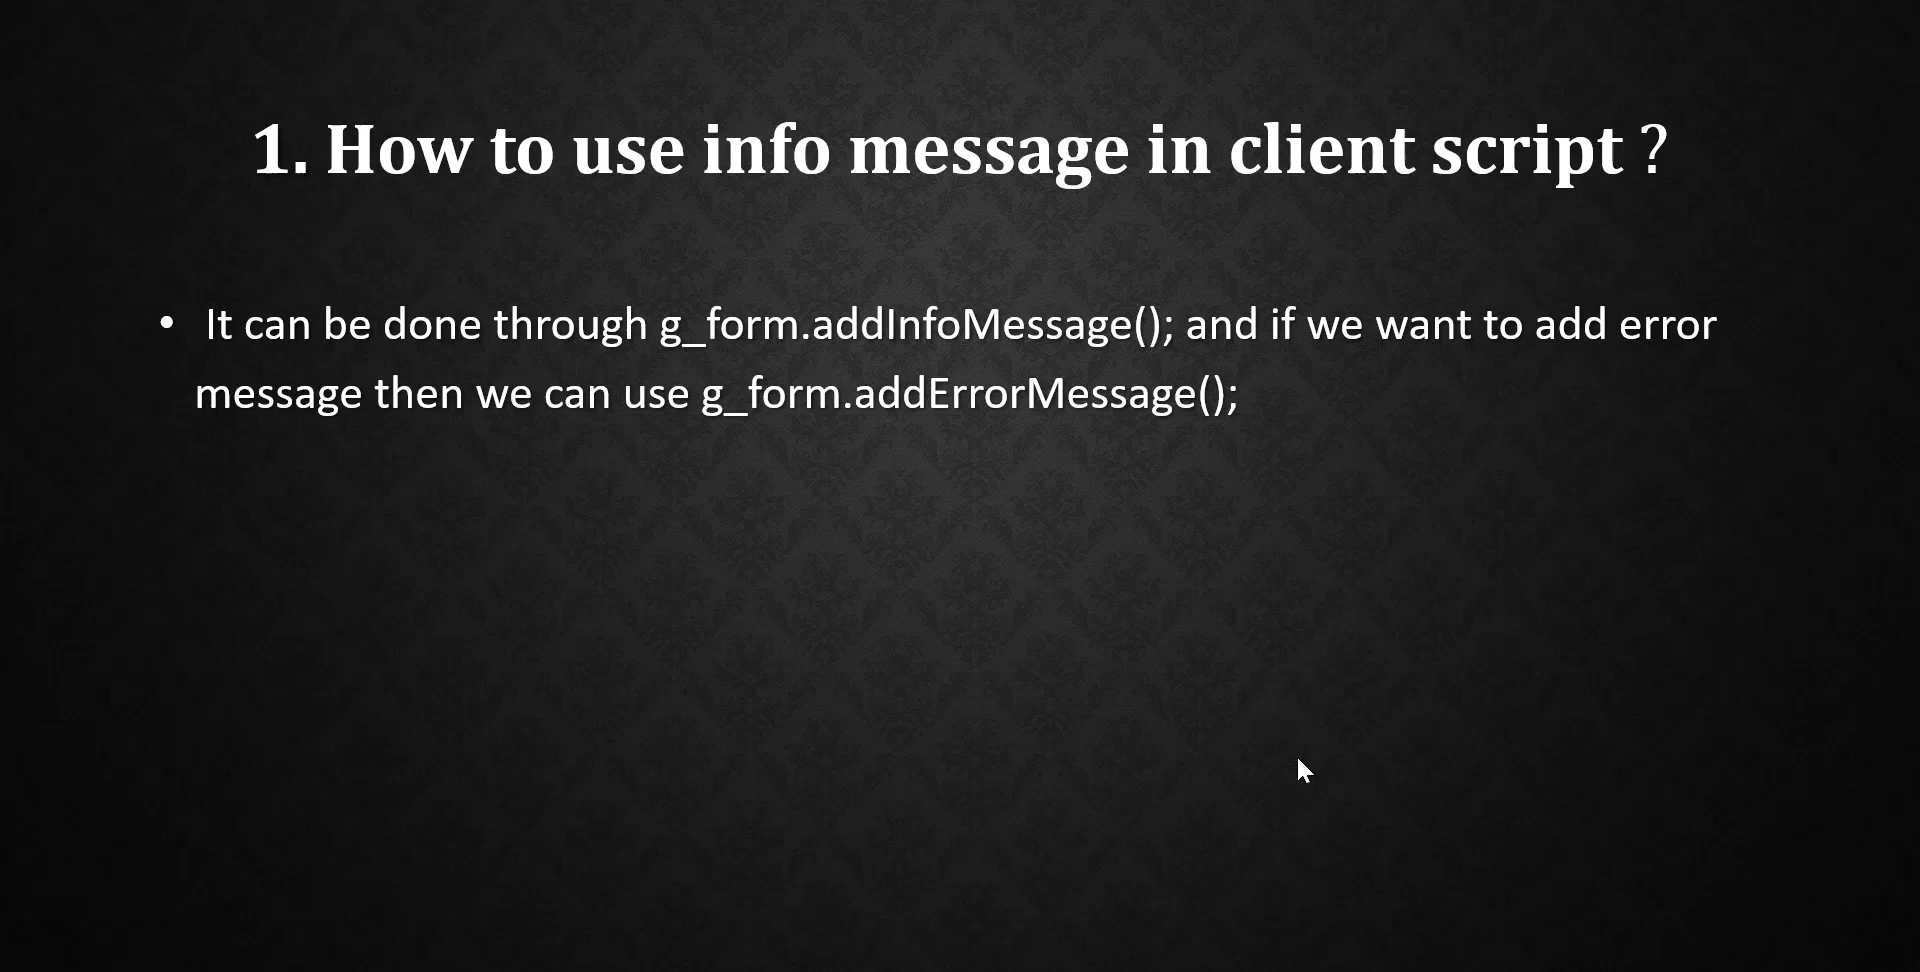 1. How to use info message in client script ?
• It can be done through g_form.addInfoMessage(); and if we want to add error
message then we can use g_form.addErrorMessage();